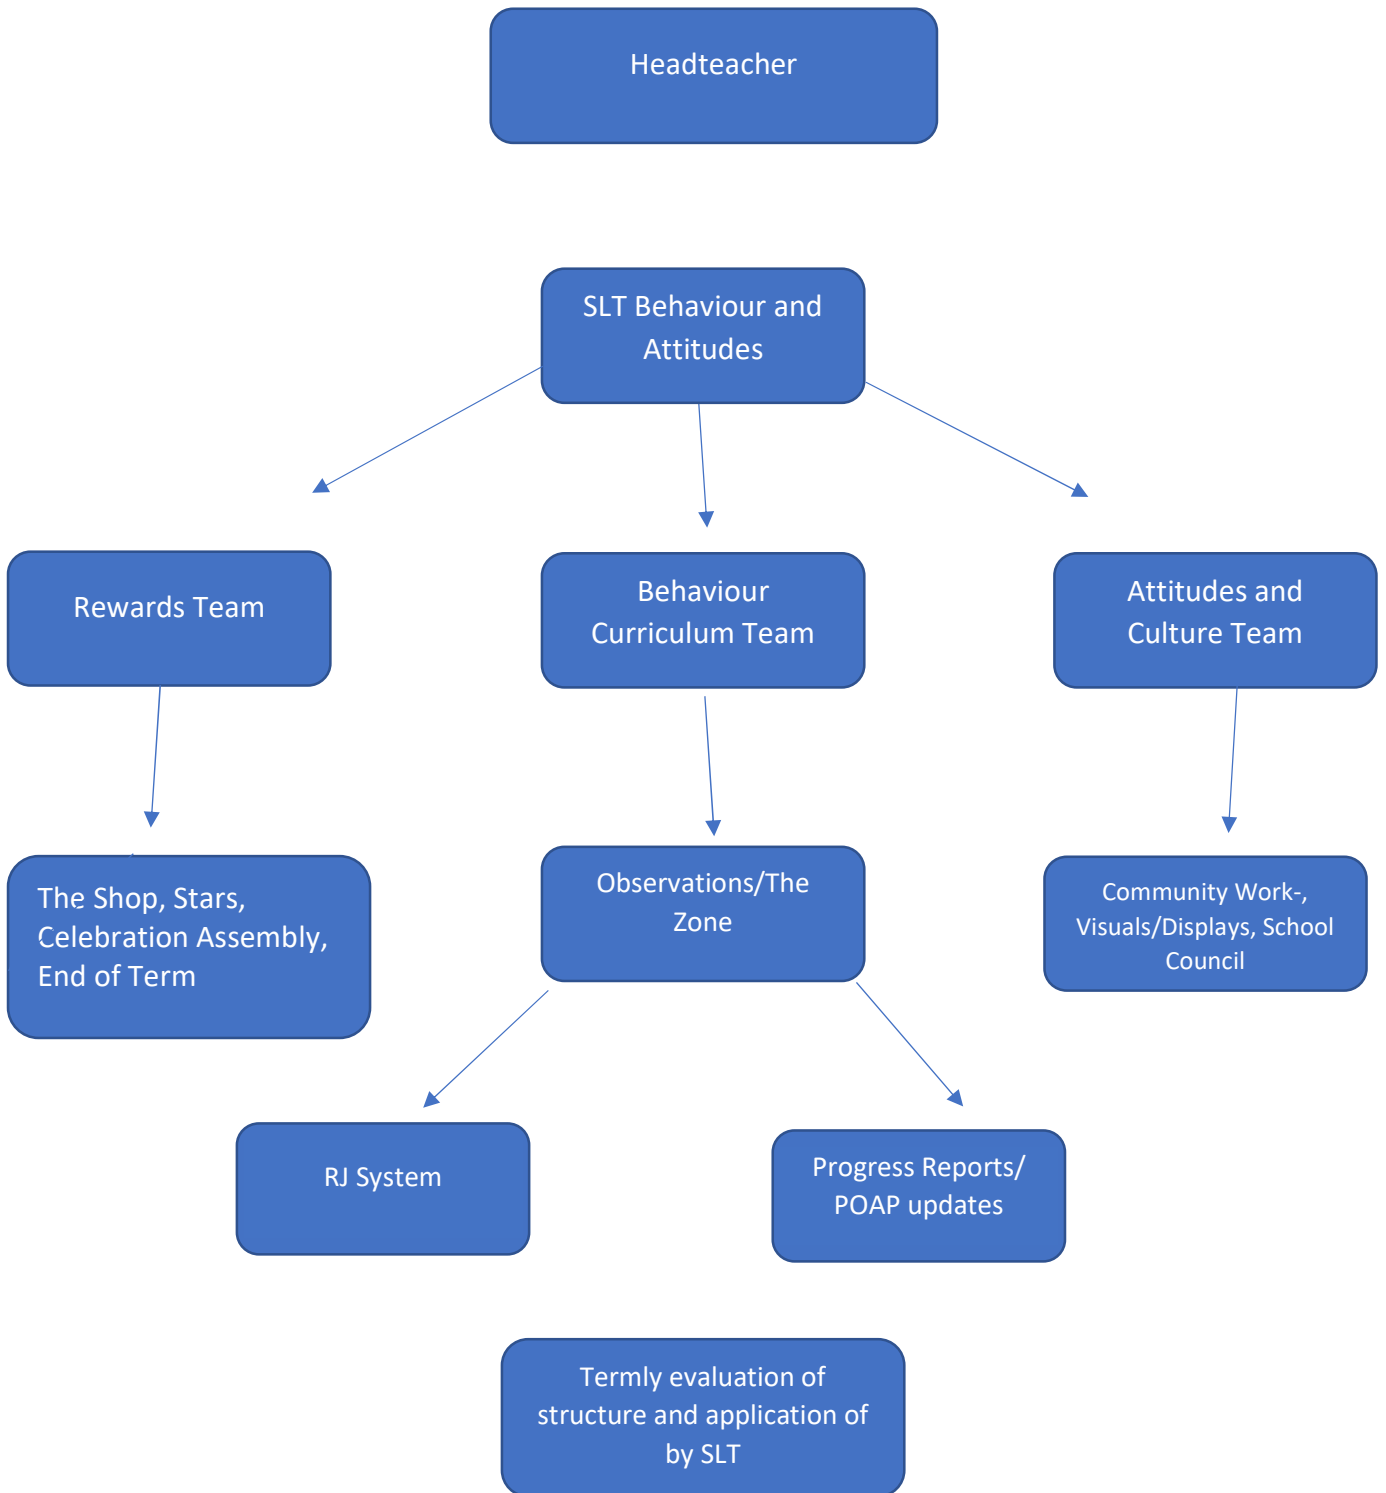 Headteacher
SLT Behaviour and
Attitudes
Rewards Team
Behaviour
Curriculum Team
Attitudes and
Culture Team
The Shop, Stars,
Celebration Assembly,
End of Term
Observations/The
Zone
Community Work-,
Visuals/Displays, School
Council
RJ System
Progress Reports/
POAP updates
Termly evaluation of
structure and application of
by SLT